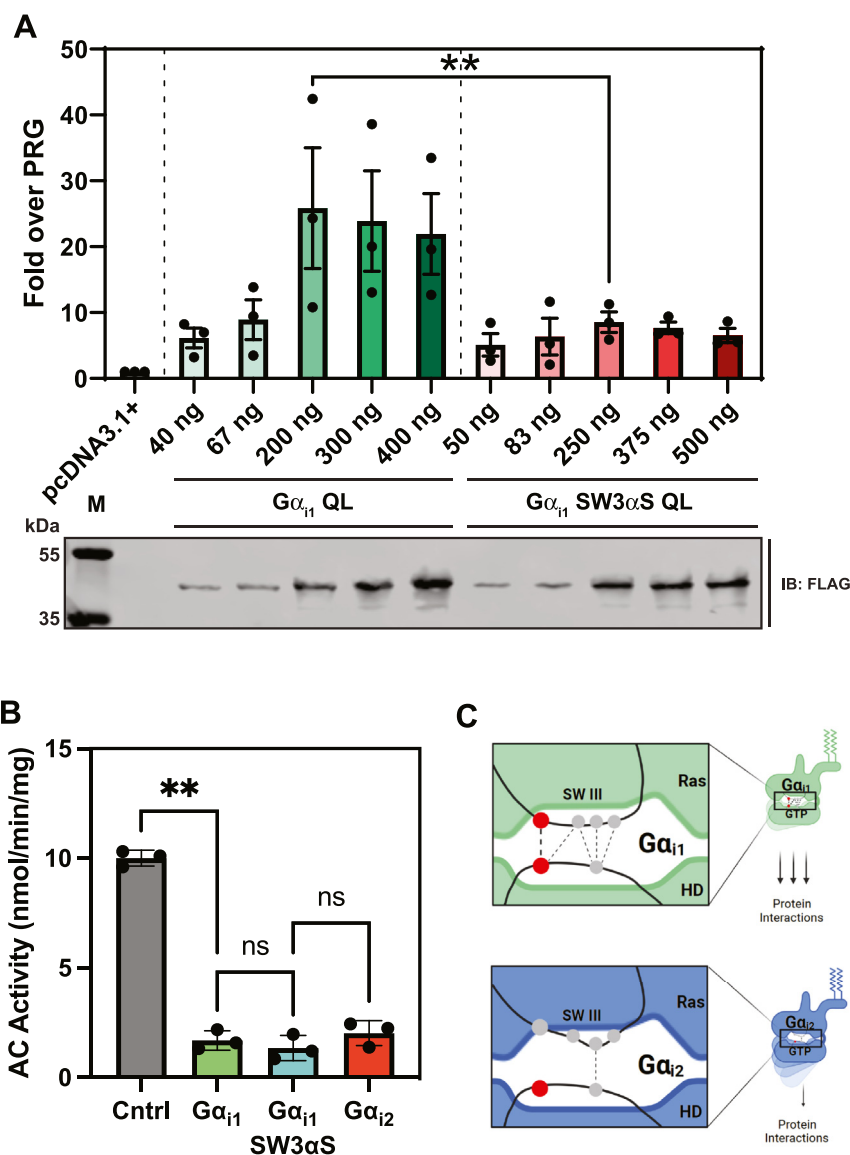 A
Fold over PRG
50
40
30
20
10
0
**
pcDNA3.1+
40 ng
67 ng
200 ng
300 ng
400 ng
50 ng
83 ng
250 ng
375 ng
500 ng
M
Gαi1 QL
Gαi1 SW3αS QL
kDa
55
35
IB: FLAG
B
AC Activity (nmol/min/mg)
15
10
5
0
**
ns
ns
Cntrl
Gαi1
Gαi1
SW3αS
Gαi2
C
SW III
Ras
Gαi1
HD
Gαi1
GTP
Protein
Interactions
SW III
Ras
Gαi2
HD
Gαi2
GTP
Protein
Interactions